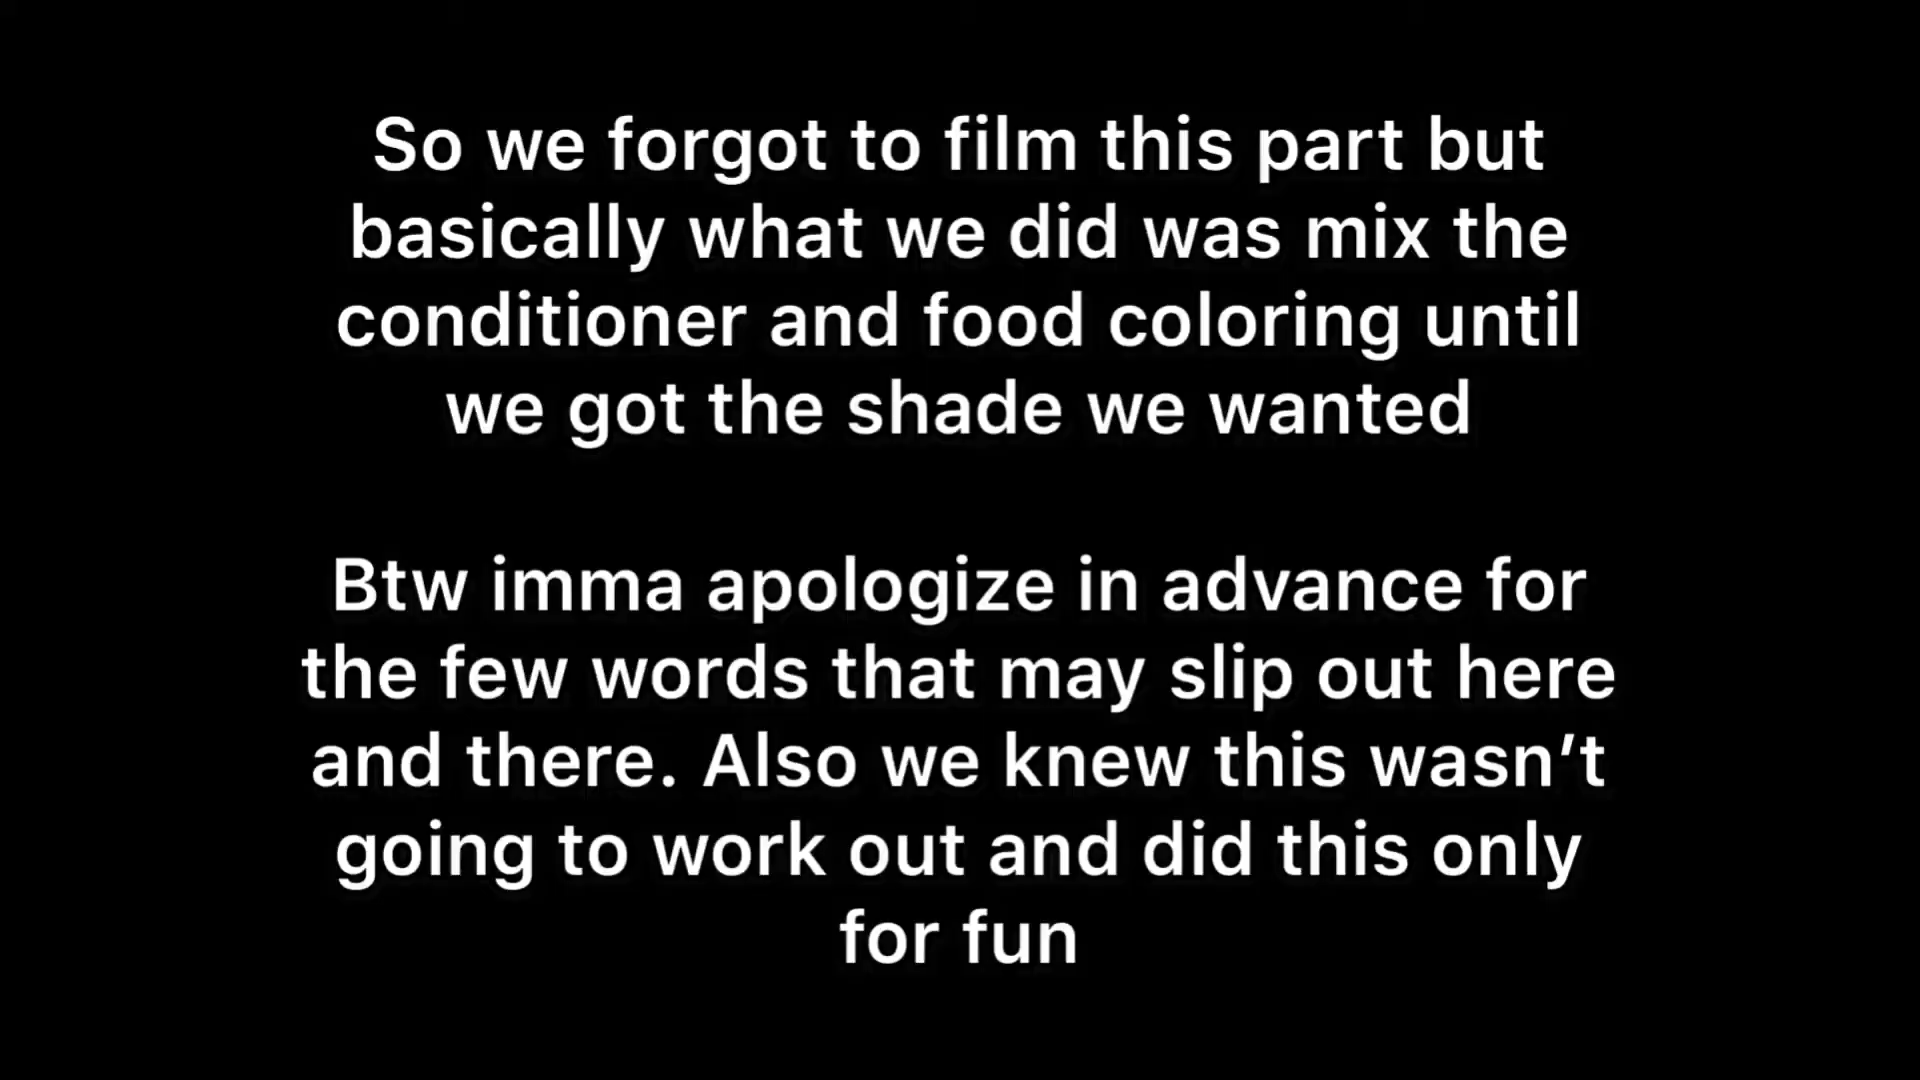 So we forgot to film this part but
basically what we did was mix the
conditioner and food coloring until
we got the shade we wanted
Btw imma apologize in advance for
the few words that may slip out here
and there. Also we knew this wasn’t
going to work out and did this only
for fun